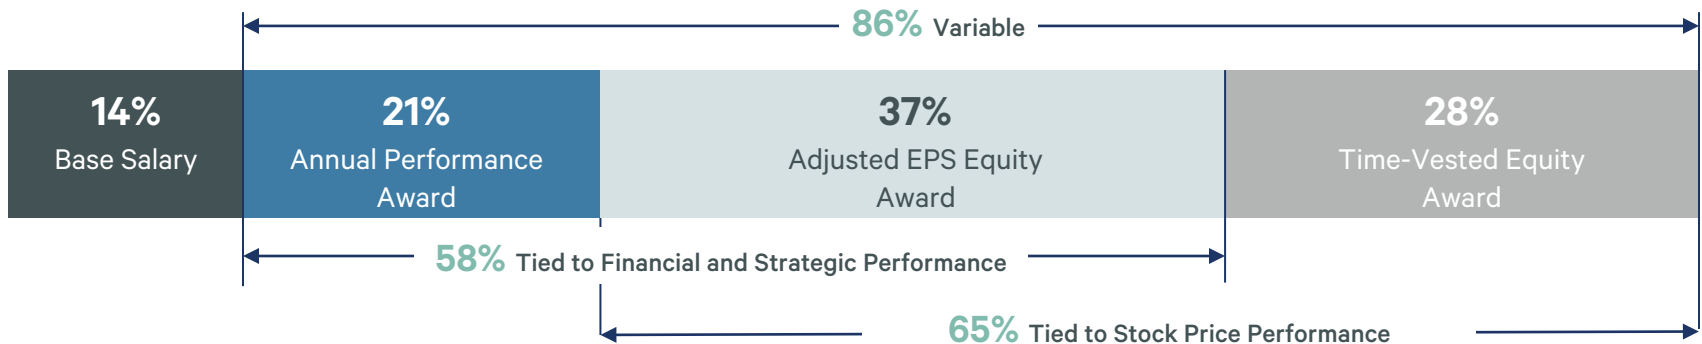 86% Variable
14%
Base Salary
21%
Annual Performance
Award
37%
Adjusted EPS Equity
Award
28%
Time-Vested Equity
Award
58% Tied to Financial and Strategic Performance
65% Tied to Stock Price Performance